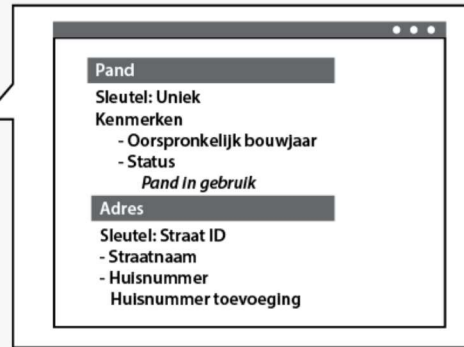 Pand
Sleutel: Uniek
Kenmerken
- Oorspronkelijk bouwjaar
- Status
Pand in gebruik
Adres
Sleutel: Straat ID
- Straatnaam
- Huisnummer
Huisnummer toevoeging